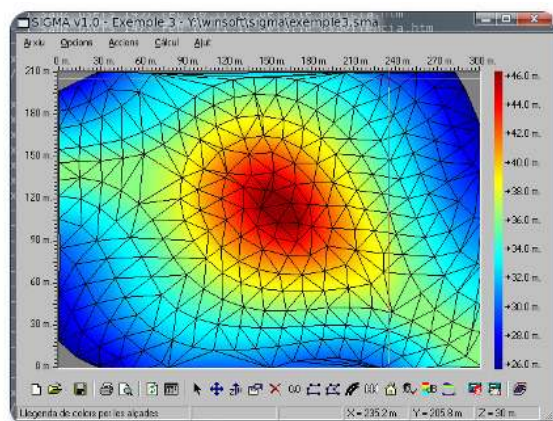 SIGMA V1.0 - Exemple 3 - Y:\winsoft\sigma\exemple3.sma
Arxiu Opcions Accions Càlcul Ajut
0 m. 30 m. 60 m. 90 m. 120 m. 150 m. 180 m. 210 m. 240 m. 270 m. 300 m.
210 m.
180 m.
150 m.
120 m.
90 m.
60 m.
30 m.
0 m.
+46.0 m.
+44.0 m.
+42.0 m.
+40.0 m.
+38.0 m.
+36.0 m.
+34.0 m.
+32.0 m.
+30.0 m.
+28.0 m.
+26.0 m.
Llegenda de colors per les alçades X = 235.2 m. Y = 205.8 m. Z = 30 m.